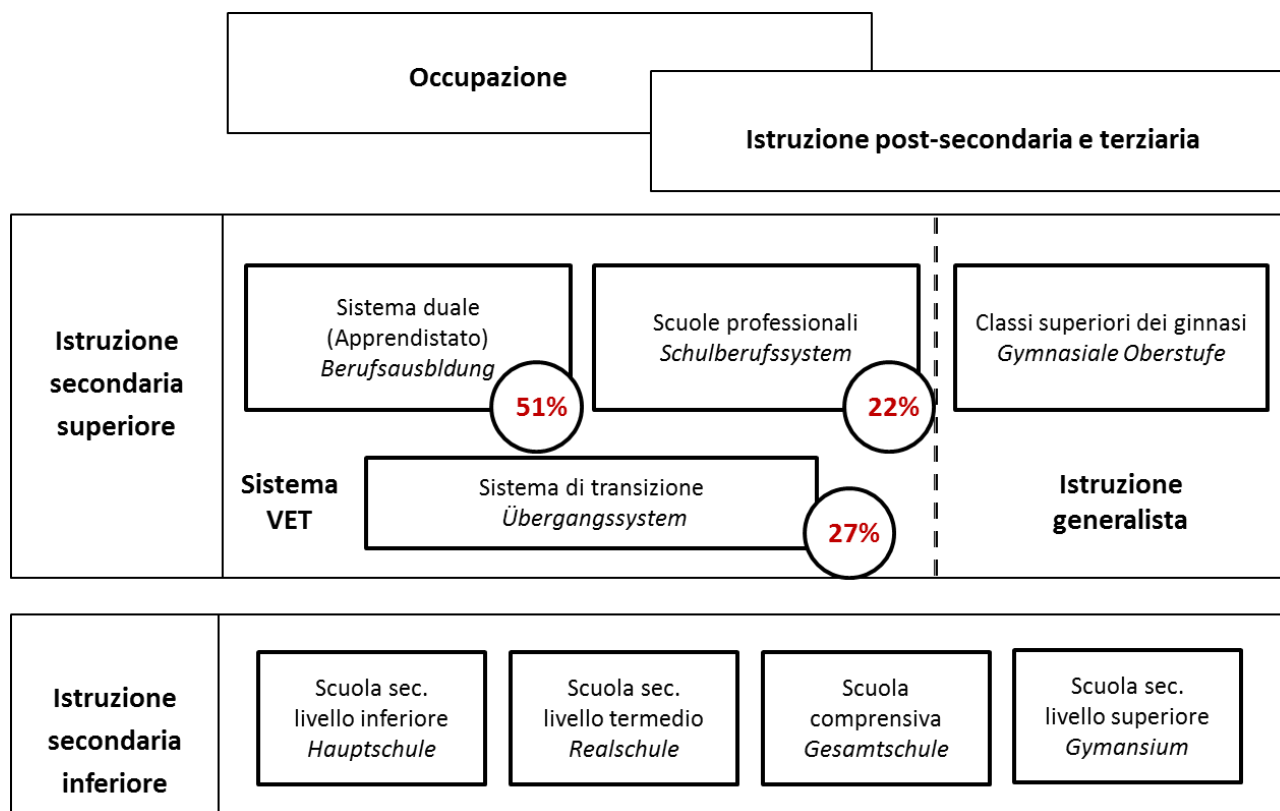 Occupazione
Istruzione post-secondaria e terziaria
Istruzione
secondaria
superiore
Sistema duale
(Apprendistato)
Berufsausbldung
51%
Scuole professionali
Schulberufssystem
22%
Classi superiori dei ginnasi
Gymnasiale Oberstufe
Sistema
VET
Sistema di transizione
Übergangssystem
27%
Istruzione
generalista
Istruzione
secondaria
inferiore
Scuola sec.
livello inferiore
Hauptschule
Scuola sec.
livello termedio
Realschule
Scuola
comprensiva
Gesamtschule
Scuola sec.
livello superiore
Gymansium